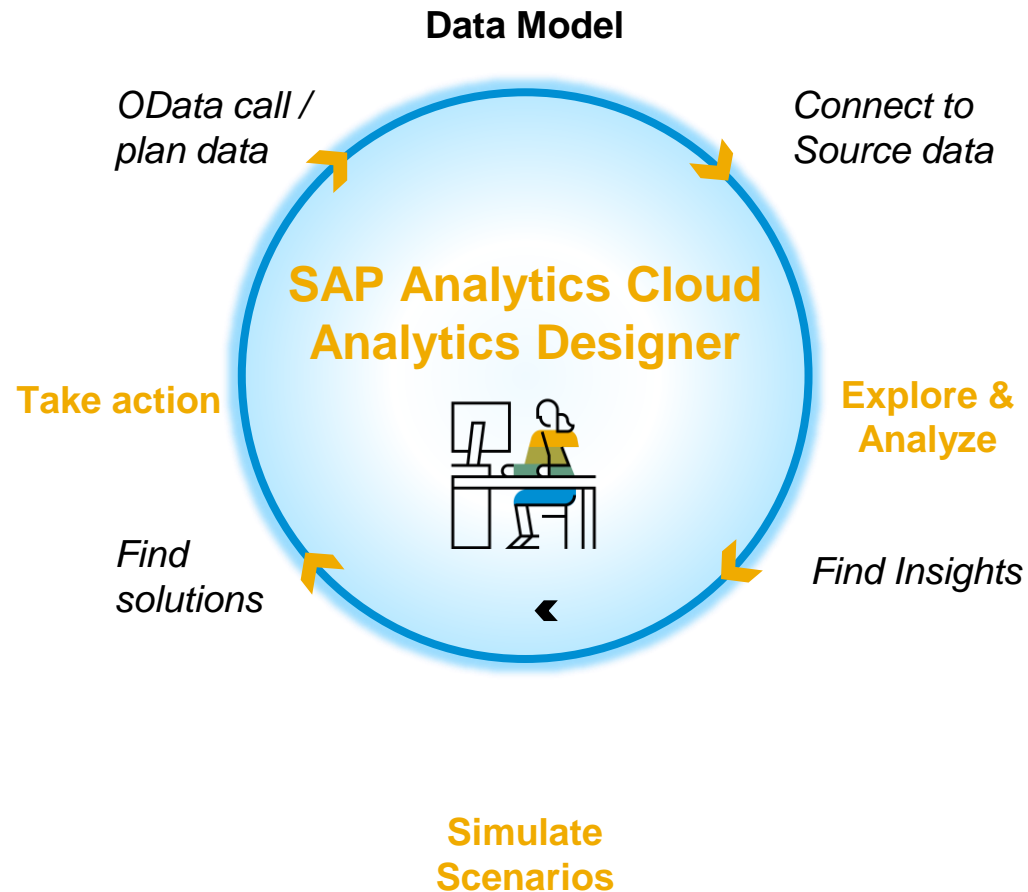 Data Model
OData call /
plan data
Connect to
Source data
SAP Analytics Cloud
Analytics Designer
Take action
Explore &
Analyze
Find
solutions
Find Insights
Simulate
Scenarios